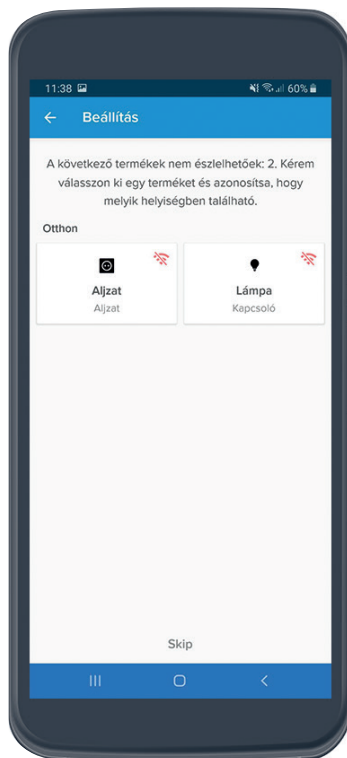 11:38 60%
Beállítás
A következő termékek nem észlelhetőek: 2. Kérem
válasszon ki egy terméket és azonosítsa, hogy
melyik helyiségben található.
Otthon
Aljzat Lámpa
Aljzat Kapcsoló
Skip